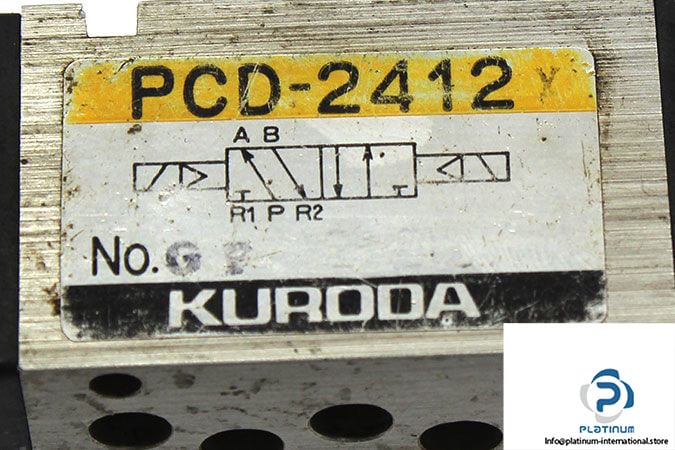 PCD-2412 Y
A B
R1 P R2
No. G
KURODA
PLATINUM
Info@platinum-international.store